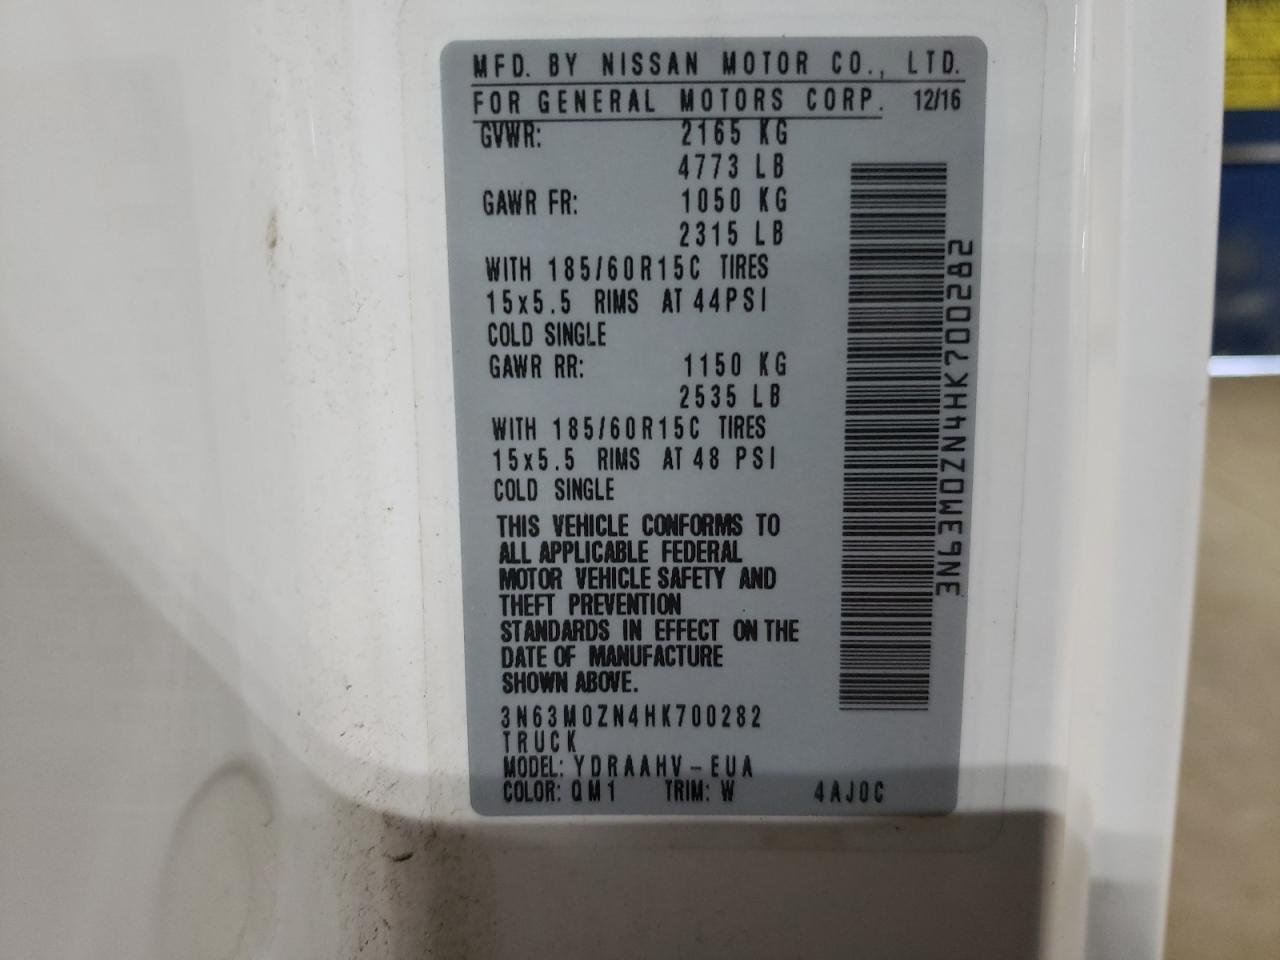 MFD. BY NISSAN MOTOR CO., LTD.
FOR GENERAL MOTORS CORP. 12/16
GVWR: 2165 KG
4773 LB
GAWR FR: 1050 KG
2315 LB
WITH 185/60R15C TIRES
15x5.5 RIMS AT 44PSI
COLD SINGLE
GAWR RR: 1150 KG
2535 LB
WITH 185/60R15C TIRES
15x5.5 RIMS AT 48 PSI
COLD SINGLE
THIS VEHICLE CONFORMS TO
ALL APPLICABLE FEDERAL
MOTOR VEHICLE SAFETY AND
THEFT PREVENTION
STANDARDS IN EFFECT ON THE
DATE OF MANUFACTURE
SHOWN ABOVE.
3N63M0ZN4HK700282
TRUCK
MODEL: YDRAAHV-EUA
COLOR: QM1 TRIM: W 4AJ0C
3N63M0ZN4HK700282